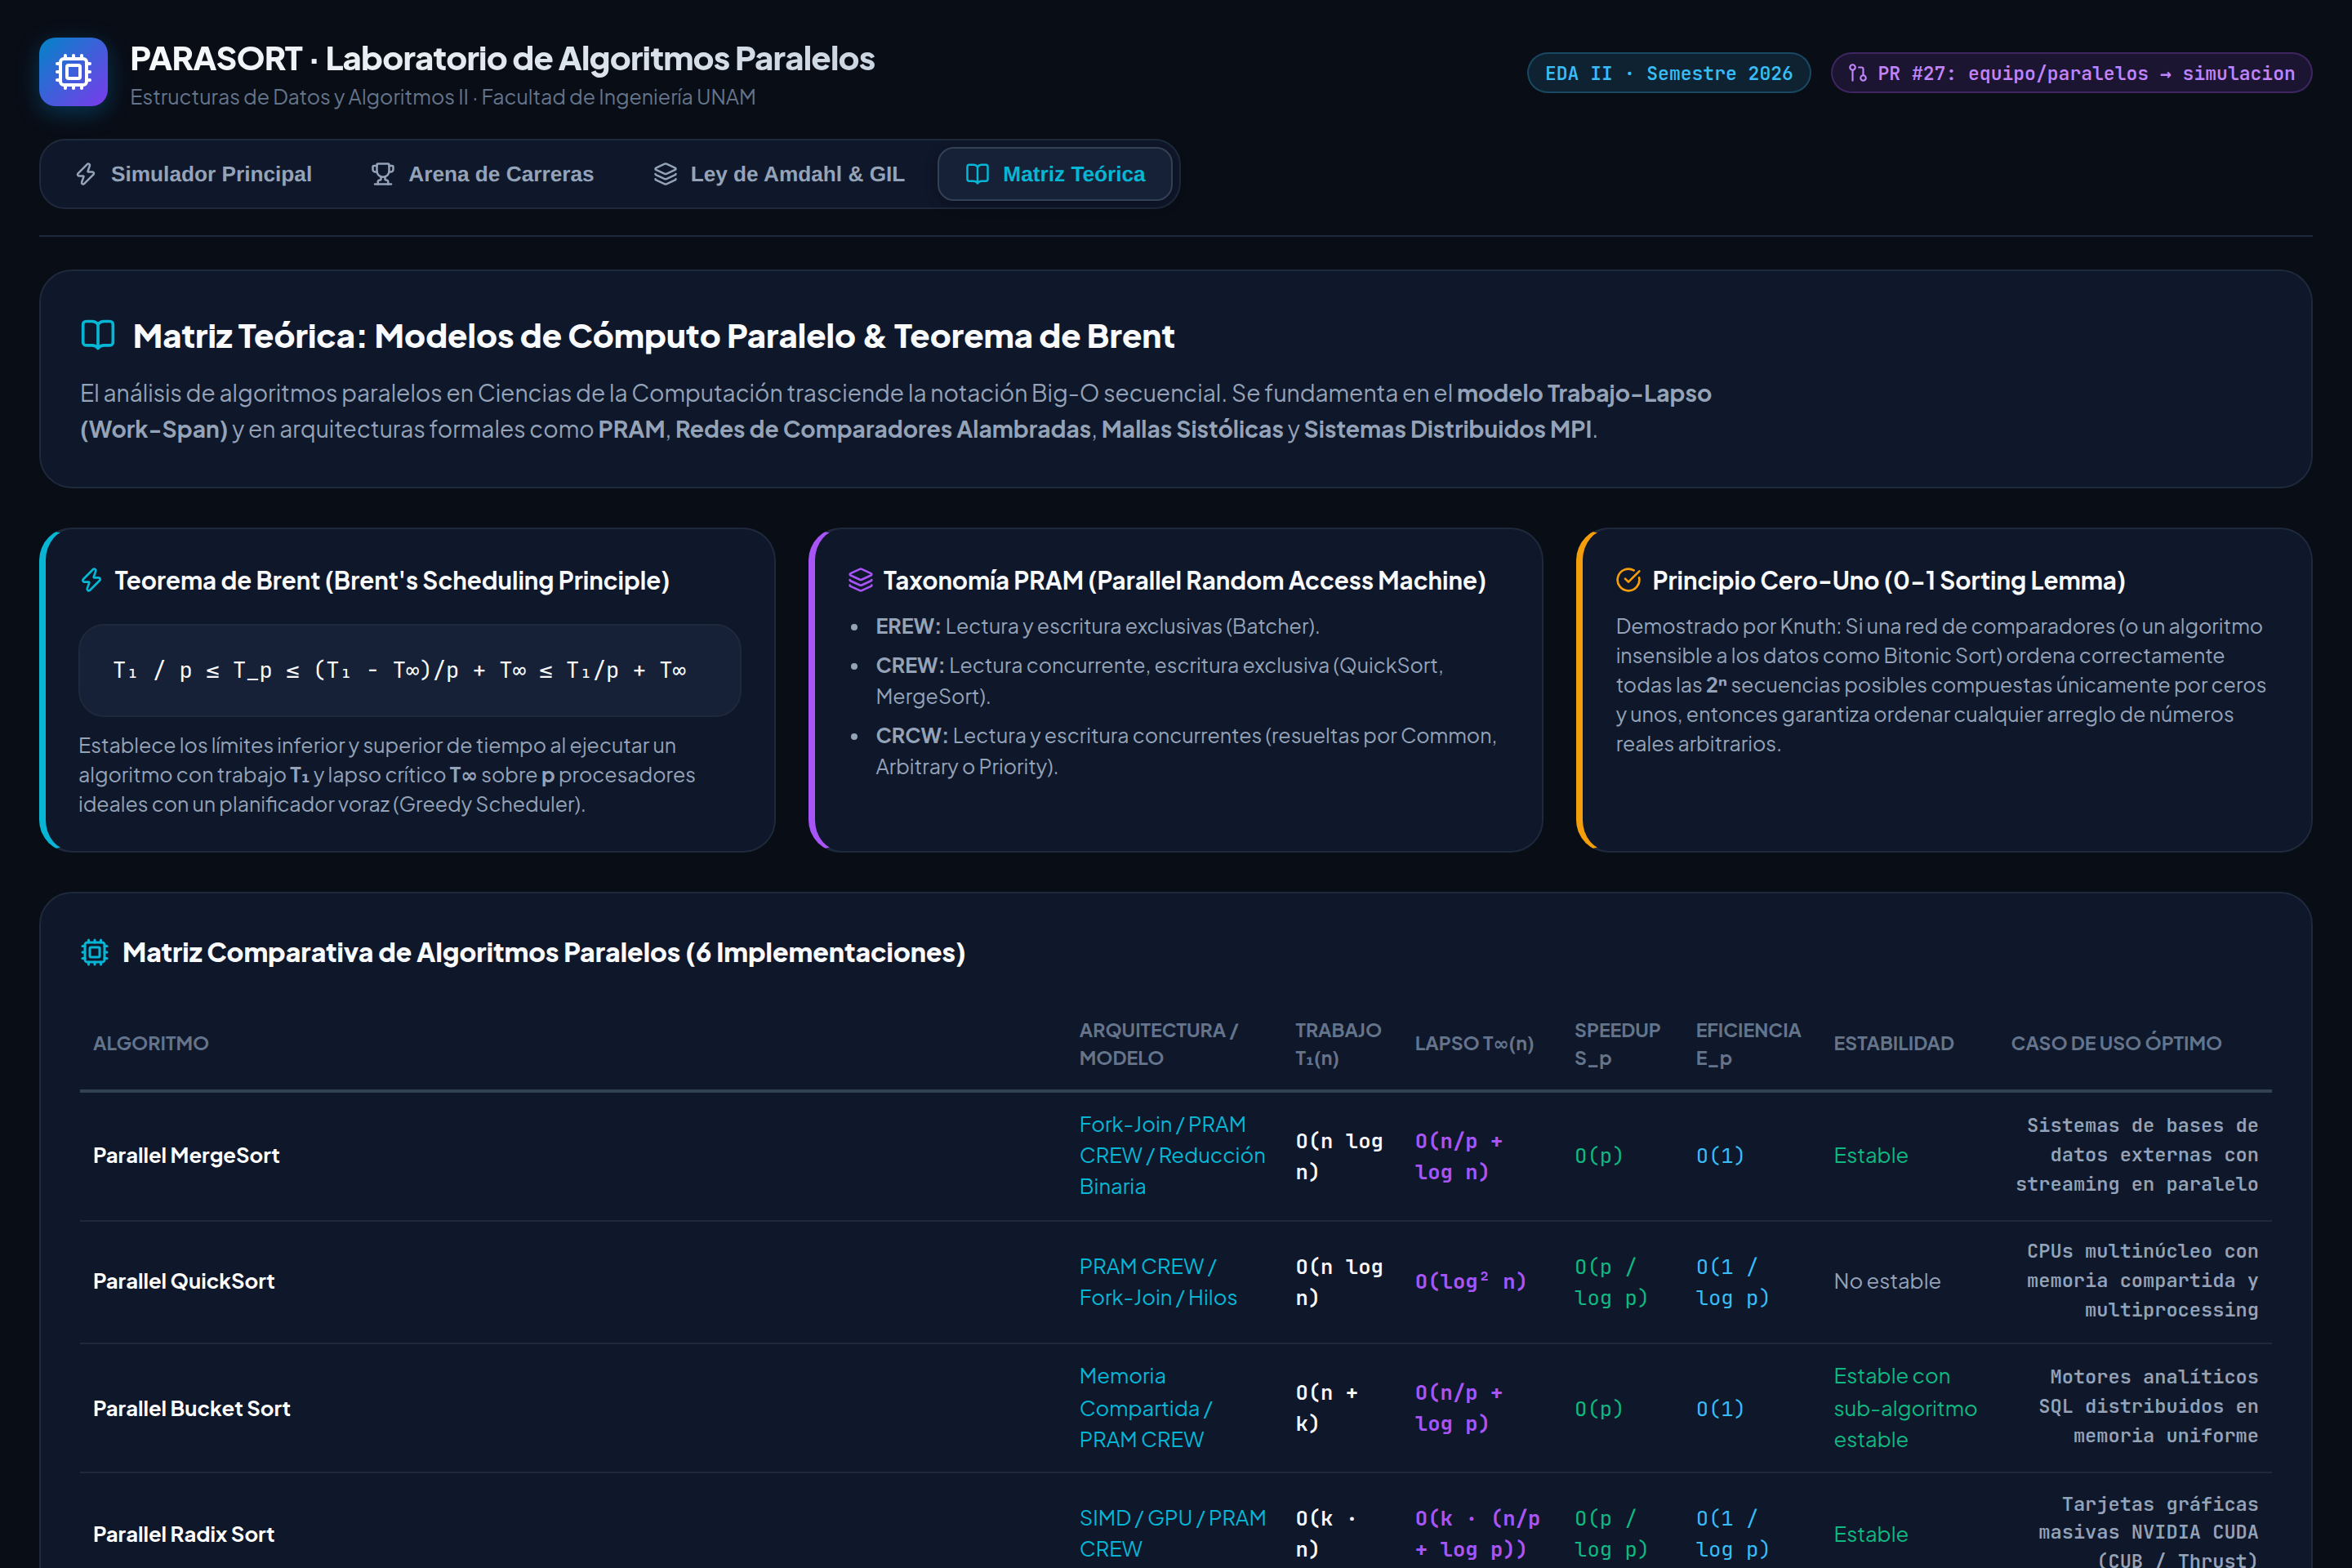 PARASORT · Laboratorio de Algoritmos Paralelos
Estructuras de Datos y Algoritmos II · Facultad de Ingeniería UNAM
EDA II · Semestre 2026
PR #27: equipo/paralelos → simulacion
Simulador Principal
Arena de Carreras
Ley de Amdahl & GIL
Matriz Teórica
Matriz Teórica: Modelos de Cómputo Paralelo & Teorema de Brent
El análisis de algoritmos paralelos en Ciencias de la Computación trasciende la notación Big-O secuencial. Se fundamenta en el modelo Trabajo-Lapso
(Work-Span) y en arquitecturas formales como PRAM, Redes de Comparadores Alambradas, Mallas Sistólicas y Sistemas Distribuidos MPI.
Teorema de Brent (Brent's Scheduling Principle)
T₁ / p ≤ T_p ≤ (T₁ - T∞)/p + T∞ ≤ T₁/p + T∞
Establece los límites inferior y superior de tiempo al ejecutar un
algoritmo con trabajo T₁ y lapso crítico T∞ sobre p procesadores
ideales con un planificador voraz (Greedy Scheduler).
Taxonomía PRAM (Parallel Random Access Machine)
• EREW: Lectura y escritura exclusivas (Batcher).
• CREW: Lectura concurrente, escritura exclusiva (QuickSort,
MergeSort).
• CRCW: Lectura y escritura concurrentes (resueltas por Common,
Arbitrary o Priority).
Principio Cero-Uno (0-1 Sorting Lemma)
Demostrado por Knuth: Si una red de comparadores (o un algoritmo
insensible a los datos como Bitonic Sort) ordena correctamente
todas las 2ⁿ secuencias posibles compuestas únicamente por ceros
y unos, entonces garantiza ordenar cualquier arreglo de números
reales arbitrarios.
Matriz Comparativa de Algoritmos Paralelos (6 Implementaciones)
ALGORITMO
ARQUITECTURA /
MODELO
TRABAJO
T₁(n)
LAPSO T∞(n)
SPEEDUP
S_p
EFICIENCIA
E_p
ESTABILIDAD
CASO DE USO ÓPTIMO
Parallel MergeSort
Fork-Join / PRAM
CREW / Reducción
Binaria
O(n log
n)
O(n/p +
log n)
O(p)
O(1)
Estable
Sistemas de bases de
datos externas con
streaming en paralelo
Parallel QuickSort
PRAM CREW /
Fork-Join / Hilos
O(n log
n)
O(log² n)
O(p /
log p)
O(1 /
log p)
No estable
CPUs multinúcleo con
memoria compartida y
multiprocessing
Parallel Bucket Sort
Memoria
Compartida /
PRAM CREW
O(n +
k)
O(n/p +
log p)
O(p)
O(1)
Estable con
sub-algoritmo
estable
Motores analíticos
SQL distribuidos en
memoria uniforme
Parallel Radix Sort
SIMD / GPU / PRAM
CREW
O(k ·
n)
O(k · (n/p
+ log p))
O(p /
log p)
O(1 /
log p)
Estable
Tarjetas gráficas
masivas NVIDIA CUDA
(CUB / Thrust)